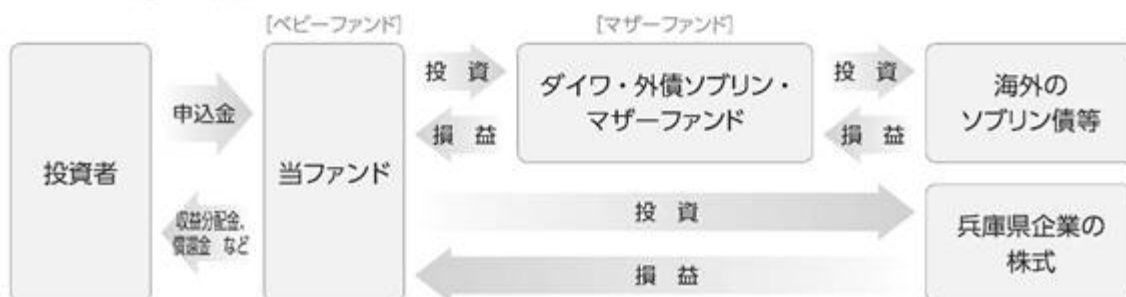 [ベビーファンド]
[マザーファンド]
投資者
申込金
収益分配金、
償還金 など
当ファンド
投 資
損 益
ダイワ・外債ソブリン・
マザーファンド
投 資
損 益
海外の
ソブリン債等
投 資
損 益
兵庫県企業の
株式